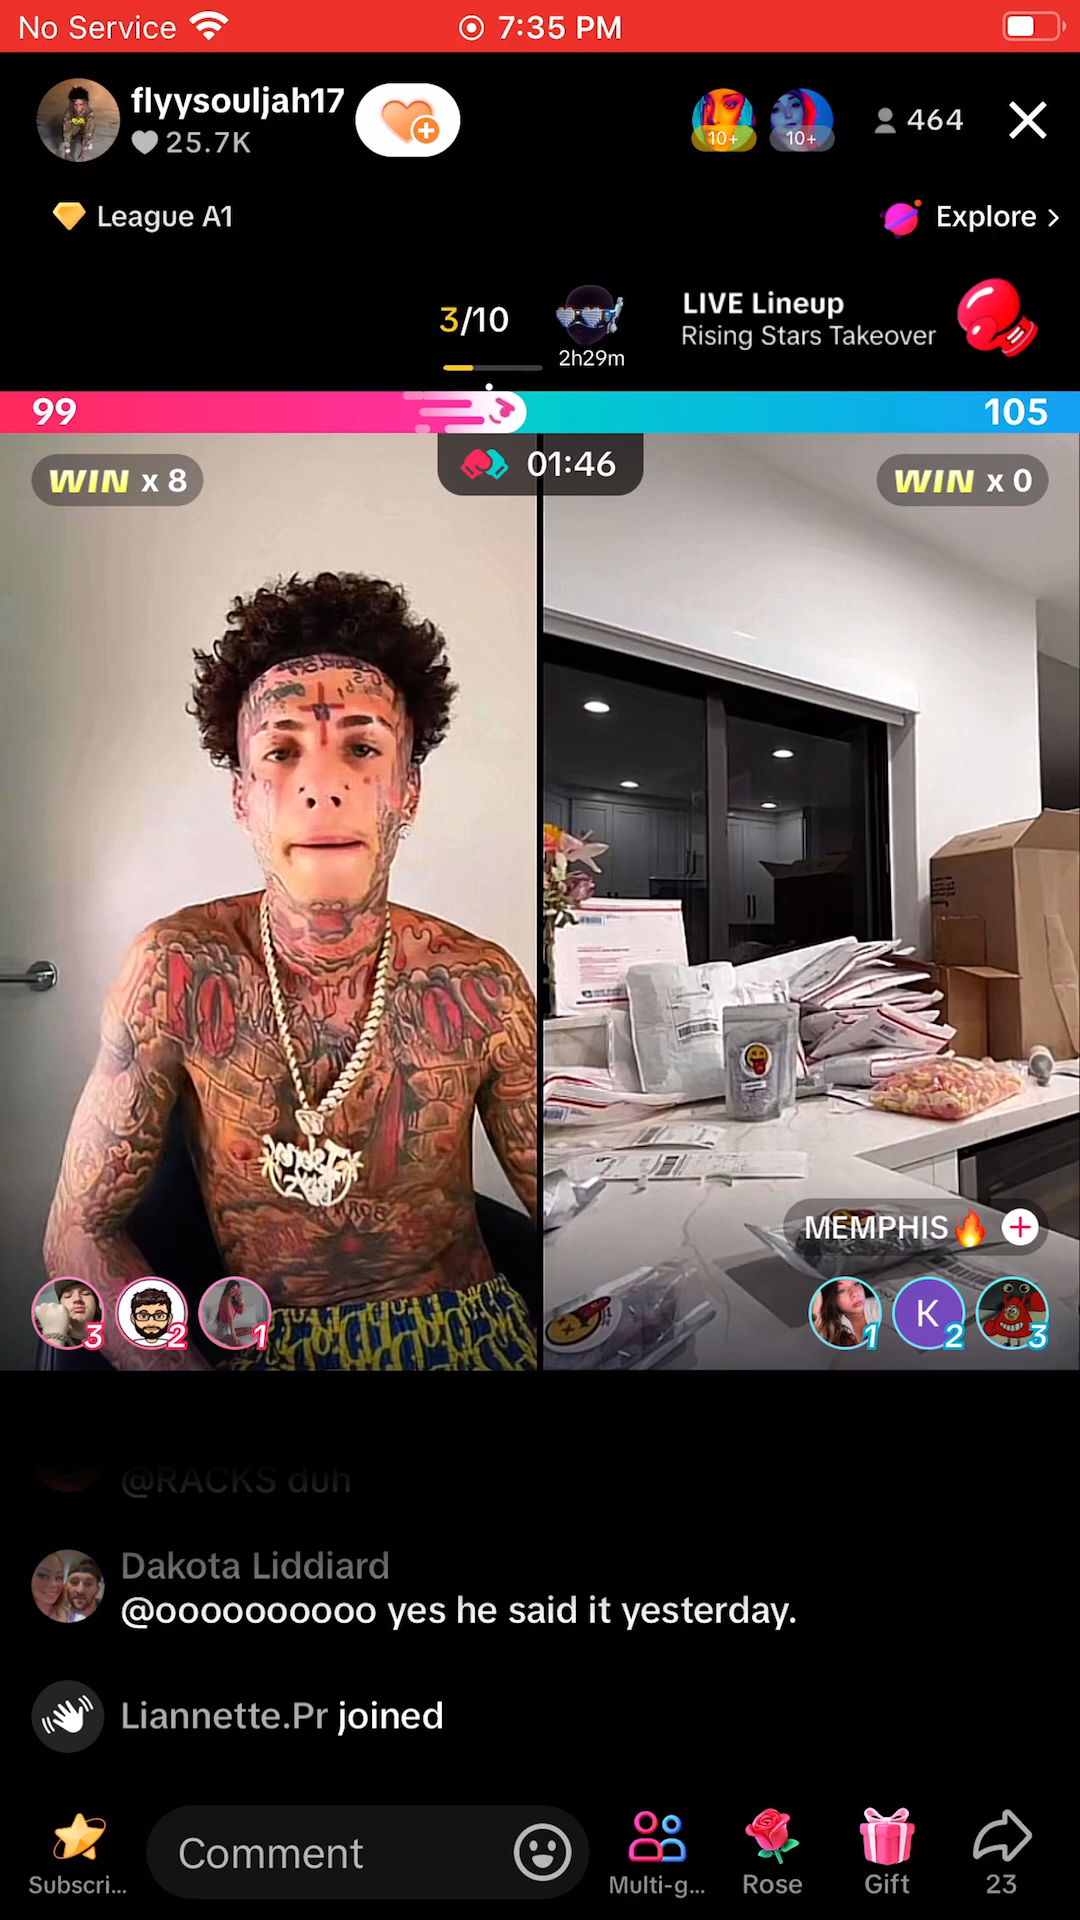 No Service
7:35 PM
flyysouljah17
25.7K
10+
10+
464
League A1
Explore >
3/10
2h29m
LIVE Lineup
Rising Stars Takeover
99
105
WIN x 8
01:46
WIN x 0
MEMPHIS🔥
3
2
1
1
K
2
3
@RACKS duh
Dakota Liddiard
@oooooooooo yes he said it yesterday.
Liannette.Pr joined
Subscri...
Comment
Multi-g...
Rose
Gift
23